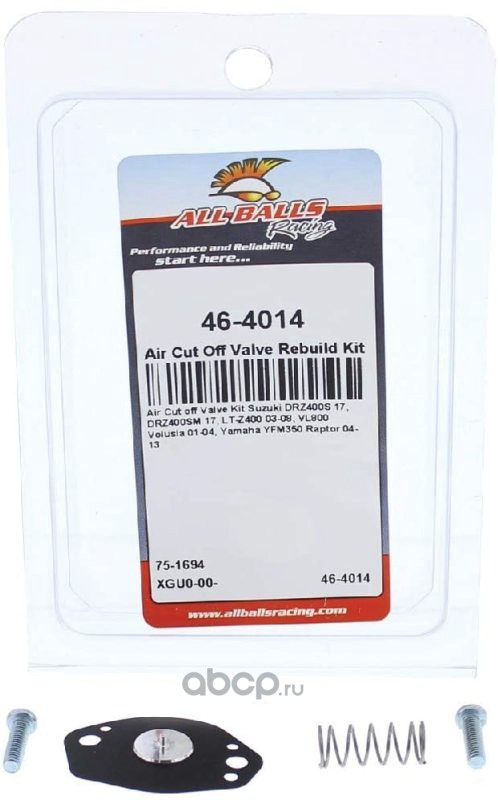 ALL BALLS
Racing
Performance and Reliability
start here...
46-4014
Air Cut Off Valve Rebuild Kit
Air Cut off Valve Kit Suzuki DRZ400S 17,
DRZ400SM 17, LT-Z400 03-08, VL800
Volusia 01-04, Yamaha YFM350 Raptor 04-
13
75-1694
XGU0-00-
46-4014
www.allballsracing.com
abcp.ru